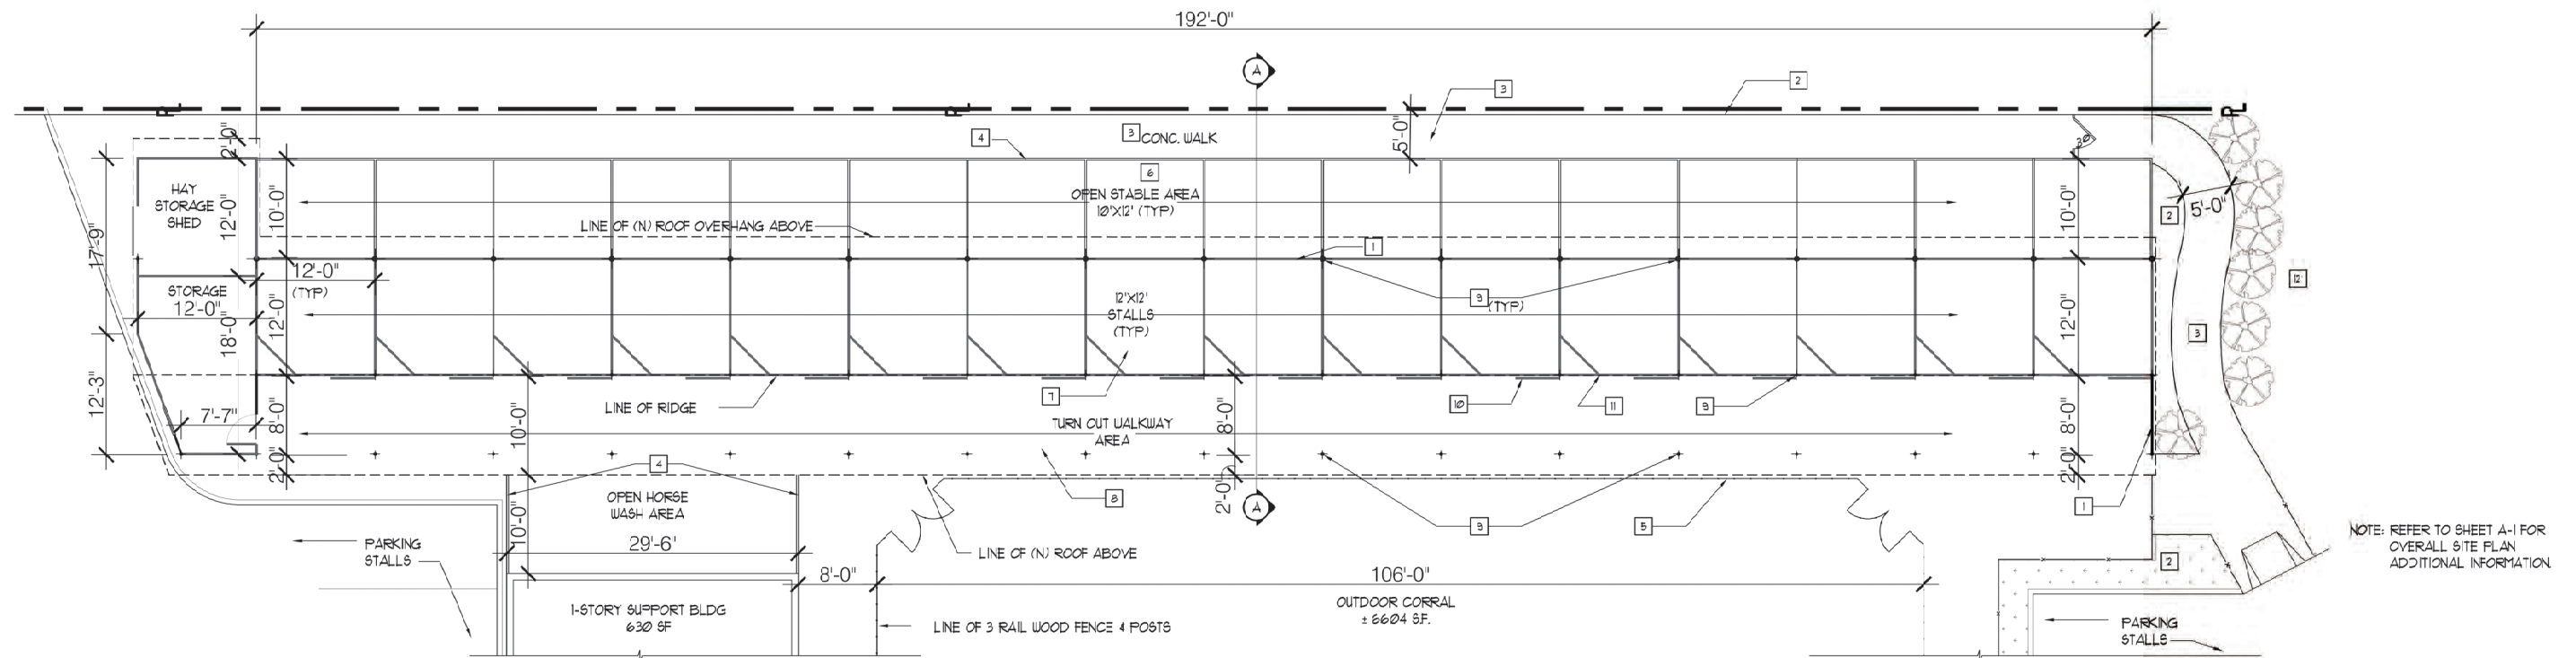 192'-0"
A
2
3
PL
PL
PL
4
3 CONC. WALK
5'-0"
30
2'-0"
HAY
STORAGE
SHED
12'-0"
10'-0"
6
OPEN STABLE AREA
10'X12' (TYP)
10'-0"
2
5'-0"
LINE OF (N) ROOF OVERHANG ABOVE
17'-9"
1
12'-0"
(TYP)
STORAGE
12'-0"
18'-0"
12'-0"
12'X12'
STALLS
(TYP)
9
(TYP)
12'-0"
3
12
12'-3"
7'-7"
8'-0"
2'-0"
LINE OF RIDGE
7
10
11
9
10'-0"
8'-0"
TURN OUT WALKWAY
AREA
8'-0"
2'-0"
4
8
2'-0"
9
5
1
OPEN HORSE
WASH AREA
10'-0"
A
PARKING
STALLS
29'-6'
LINE OF (N) ROOF ABOVE
NOTE: REFER TO SHEET A-1 FOR
OVERALL SITE PLAN
ADDITIONAL INFORMATION.
2
8'-0"
106'-0"
1-STORY SUPPORT BLDG
630 SF
OUTDOOR CORRAL
± 6604 S.F.
LINE OF 3 RAIL WOOD FENCE & POSTS
PARKING
STALLS